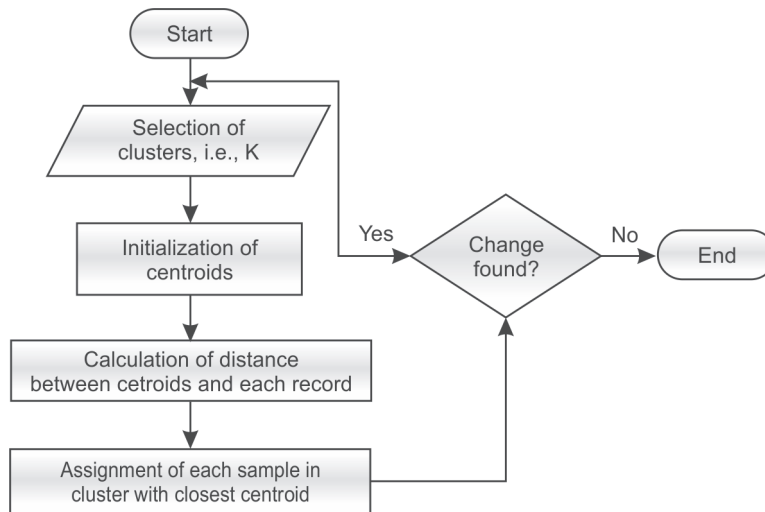 Start
Selection of
clusters, i.e., K
Initialization of
centroids
Calculation of distance
between cetroids and each record
Assignment of each sample in
cluster with closest centroid
Yes
Change
found?
No
End